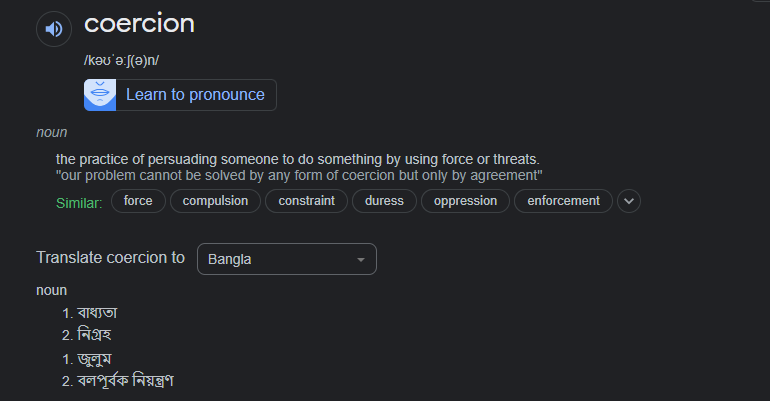 coercion
/kəʊˈəːʃ(ə)n/
Learn to pronounce
noun
the practice of persuading someone to do something by using force or threats.
"our problem cannot be solved by any form of coercion but only by agreement"
Similar: force compulsion constraint duress oppression enforcement
Translate coercion to Bangla
noun
1. বাধ্যতা
2. নিগ্রহ
1. জুলুম
2. বলপূর্বক নিয়ন্ত্রণ